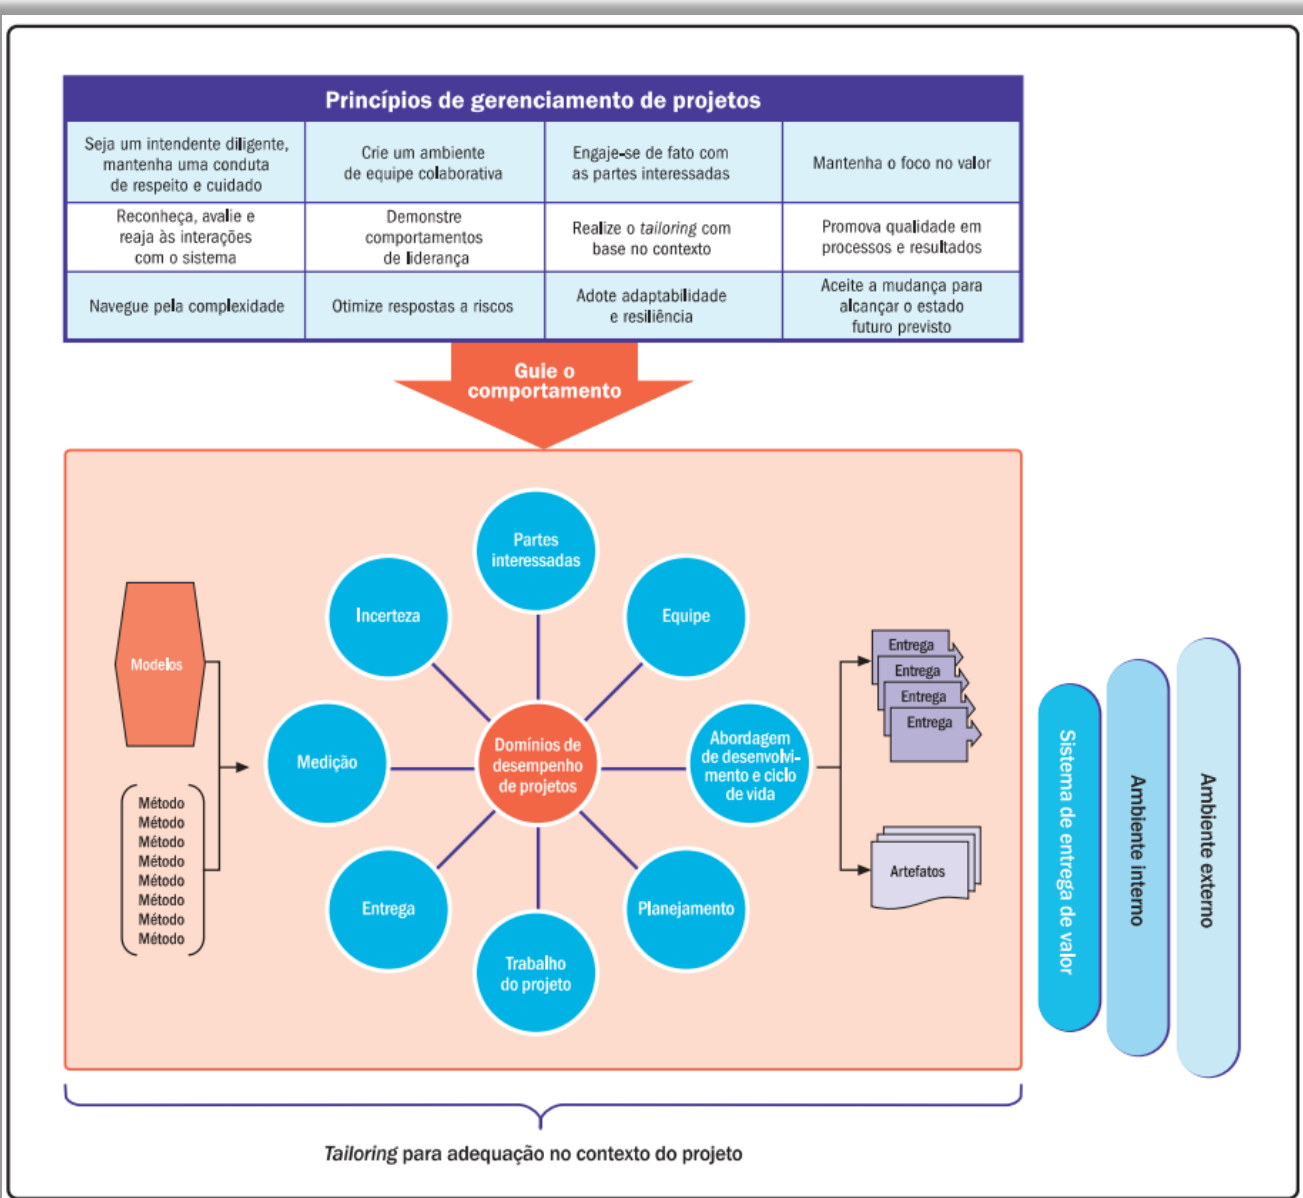 Princípios de gerenciamento de projetos
Seja um intendente diligente,
mantenha uma conduta
de respeito e cuidado
Crie um ambiente
de equipe colaborativa
Engaje-se de fato com
as partes interessadas
Mantenha o foco no valor
Reconheça, avalie e
reaja às interações
com o sistema
Demonstre
comportamentos
de liderança
Realize o tailoring com
base no contexto
Promova qualidade em
processos e resultados
Navegue pela complexidade
Otimize respostas a riscos
Adote adaptabilidade
e resiliência
Aceite a mudança para
alcançar o estado
futuro previsto
Guie o
comportamento
Partes
interessadas
Incerteza
Equipe
Modelos
Medição
Domínios de
desempenho
de projetos
Abordagem
de desenvolvi-
mento e ciclo
de vida
Entrega
Entrega
Entrega
Entrega
Método
Método
Método
Método
Método
Método
Método
Método
Entrega
Planejamento
Trabalho
do projeto
Artefatos
Sistema de entrega de valor
Ambiente interno
Ambiente externo
Tailoring para adequação no contexto do projeto